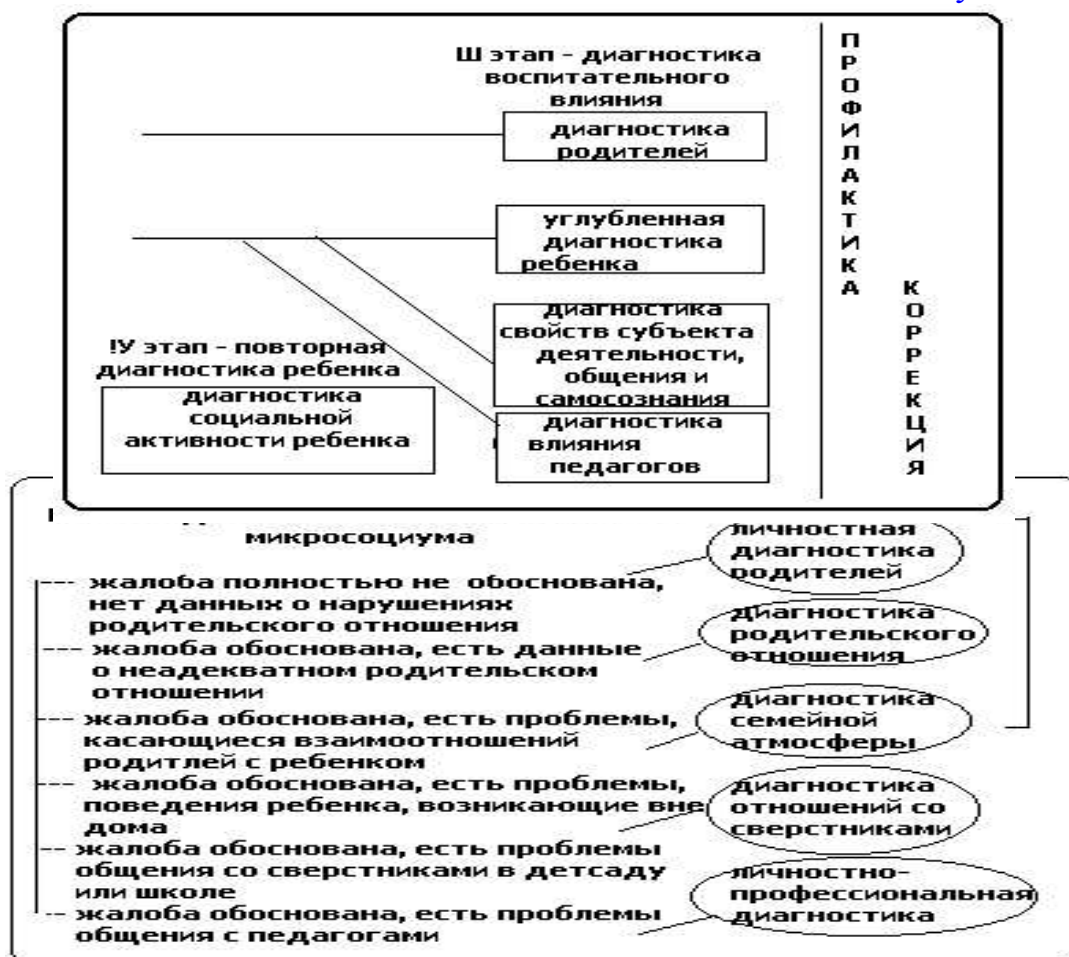 Ш этап - диагностика
воспитательного
влияния
диагностика
родителей
углубленная
диагностика
ребенка
диагностика
свойств субъекта
деятельности,
общения и
самосознания
диагностика
влияния
педагогов
!У этап - повторная
диагностика ребенка
диагностика
социальной
активности ребенка
ПРОФИЛАКТИКА
КОРРЕКЦИЯ
микросоциума
--- жалоба полностью не обоснована,
нет данных о нарушениях
родительского отношения
--- жалоба обоснована, есть данные
о неадекватном родительском
отношении
--- жалоба обоснована, есть проблемы,
касающиеся взаимоотношений
родитлей с ребенком
--- жалоба обоснована, есть проблемы,
поведения ребенка, возникающие вне
дома
-- жалоба обоснована, есть проблемы
общения со сверстниками в детсаду
или школе
-- жалоба обоснована, есть проблемы
общения с педагогами
личностная
диагностика
родителей
диагностика
родительского
отношения
диагностика
семейной
атмосферы
диагностика
отношений со
сверстниками
личностно-
профессиональная
диагностика